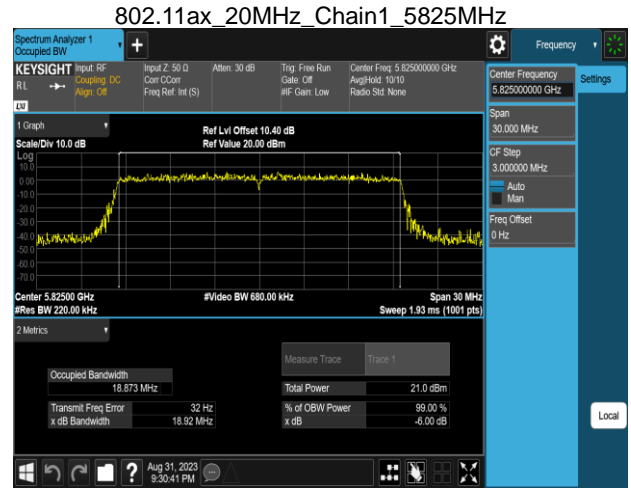 802.11ax_20MHz_Chain1_5825MHz
Spectrum Analyzer 1
Occupied BW
+
Frequency
KEYSIGHT
RL
LXI
Input: RF
Coupling: DC
Align: Off
Input Z: 50 Ω
Corr CCorr
Freq Ref: Int (S)
Atten: 30 dB
Trig: Free Run
Gate: Off
#IF Gain: Low
Center Freq: 5.825000000 GHz
Avg|Hold: 10/10
Radio Std: None
Center Frequency
5.825000000 GHz
Settings
Span
30.000 MHz
CF Step
3.000000 MHz
Auto
Man
Freq Offset
0 Hz
1 Graph
Scale/Div 10.0 dB
Ref Lvl Offset 10.40 dB
Ref Value 20.00 dBm
Log
10.0
0.00
-10.0
-20.0
-30.0
-40.0
-50.0
-60.0
-70.0
Center 5.82500 GHz
#Res BW 220.00 kHz
#Video BW 680.00 kHz
Span 30 MHz
Sweep 1.93 ms (1001 pts)
2 Metrics
Measure Trace
Trace 1
Occupied Bandwidth
18.873 MHz
Total Power
21.0 dBm
Transmit Freq Error
32 Hz
% of OBW Power
99.00 %
x dB Bandwidth
18.92 MHz
x dB
-6.00 dB
Local
?
Aug 31, 2023
9:30:41 PM